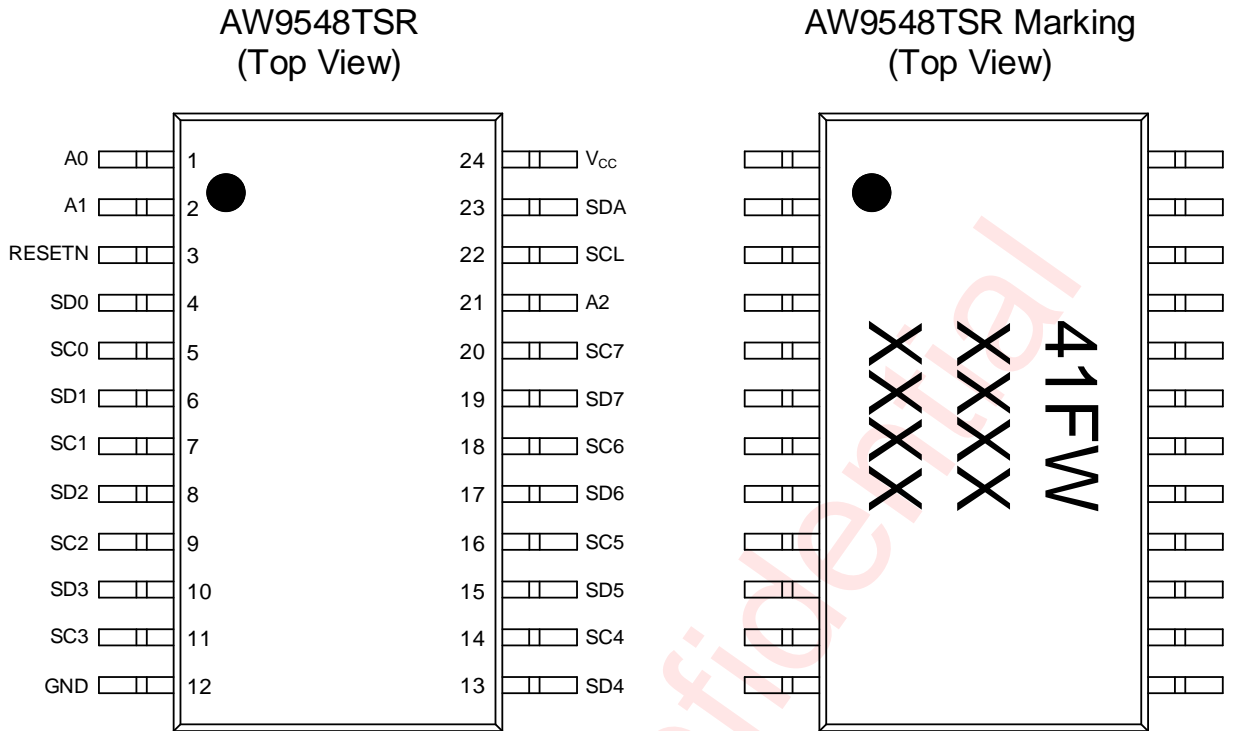 AW9548TSR
(Top View)
A0 1
A1 2
RESETN 3
SD0 4
SC0 5
SD1 6
SC1 7
SD2 8
SC2 9
SD3 10
SC3 11
GND 12
24 VCC
23 SDA
22 SCL
21 A2
20 SC7
19 SD7
18 SC6
17 SD6
16 SC5
15 SD5
14 SC4
13 SD4
AW9548TSR Marking
(Top View)
41FW
XXXX
XXXX